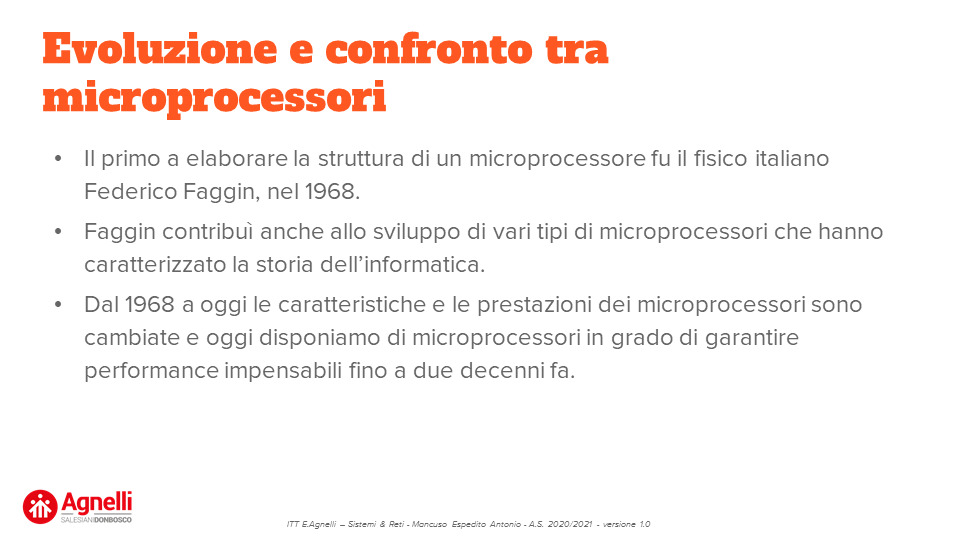 Evoluzione e confronto tra
microprocessori
• Il primo a elaborare la struttura di un microprocessore fu il fisico italiano
Federico Faggin, nel 1968.
• Faggin contribuì anche allo sviluppo di vari tipi di microprocessori che hanno
caratterizzato la storia dell’informatica.
• Dal 1968 a oggi le caratteristiche e le prestazioni dei microprocessori sono
cambiate e oggi disponiamo di microprocessori in grado di garantire
performance impensabili fino a due decenni fa.
Agnelli
SALESIANIDONBOSCO
ITT E.Agnelli – Sistemi & Reti - Mancuso Espedito Antonio - A.S. 2020/2021 - versione 1.0